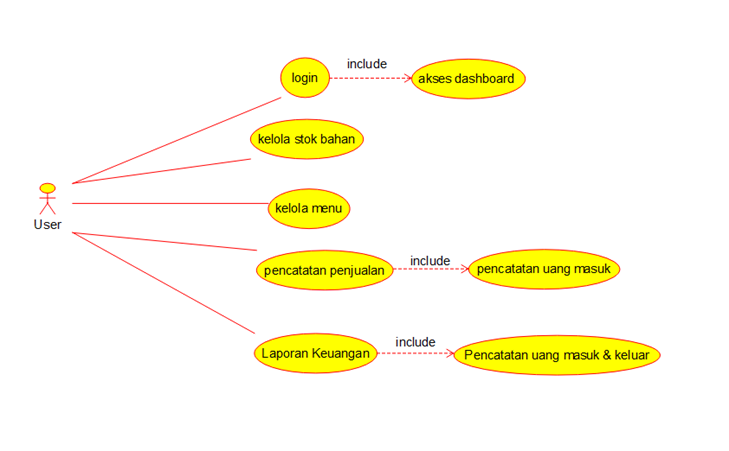 include
login
akses dashboard
kelola stok bahan
kelola menu
User
include
pencatatan penjualan
pencatatan uang masuk
include
Laporan Keuangan
Pencatatan uang masuk & keluar